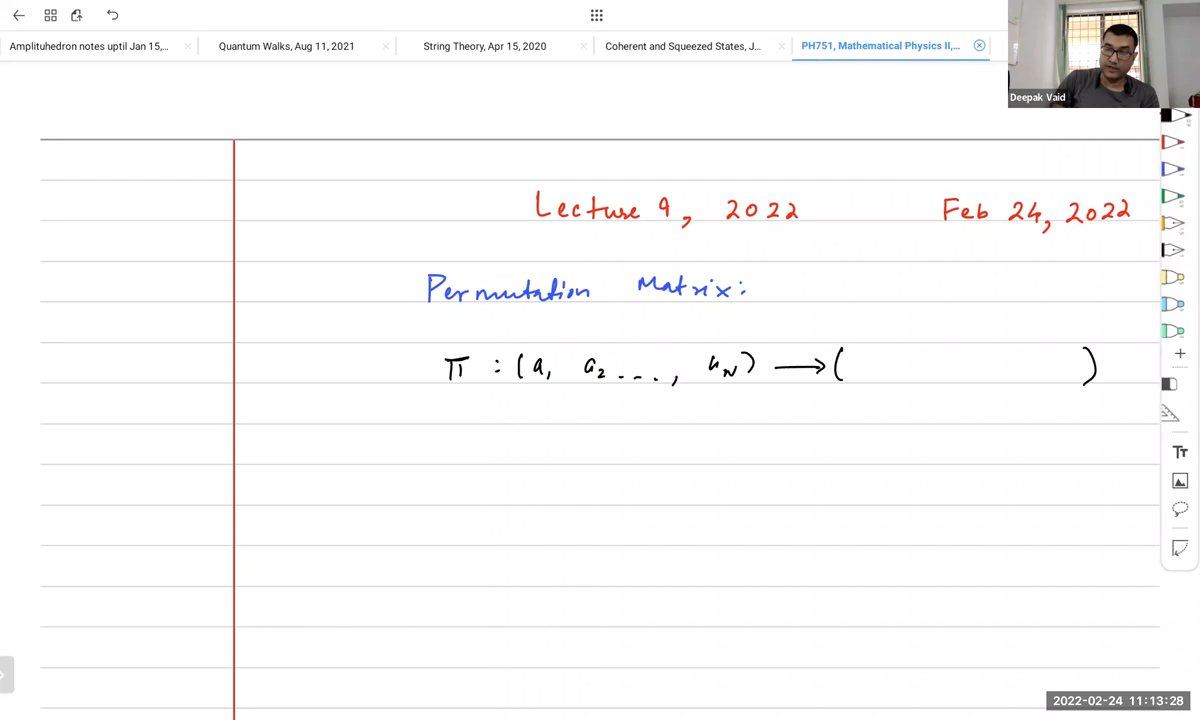 Amplituhedron notes uptil Jan 15,... Quantum Walks, Aug 11, 2021 String Theory, Apr 15, 2020 Coherent and Squeezed States, J... PH751, Mathematical Physics II,...
Deepak Vaid
Lecture 9, 2022 Feb 24, 2022
Permutation Matrix:
Π : (a₁ a₂ ..., a_N) → ( )
Tт
2022-02-24 11:13:28